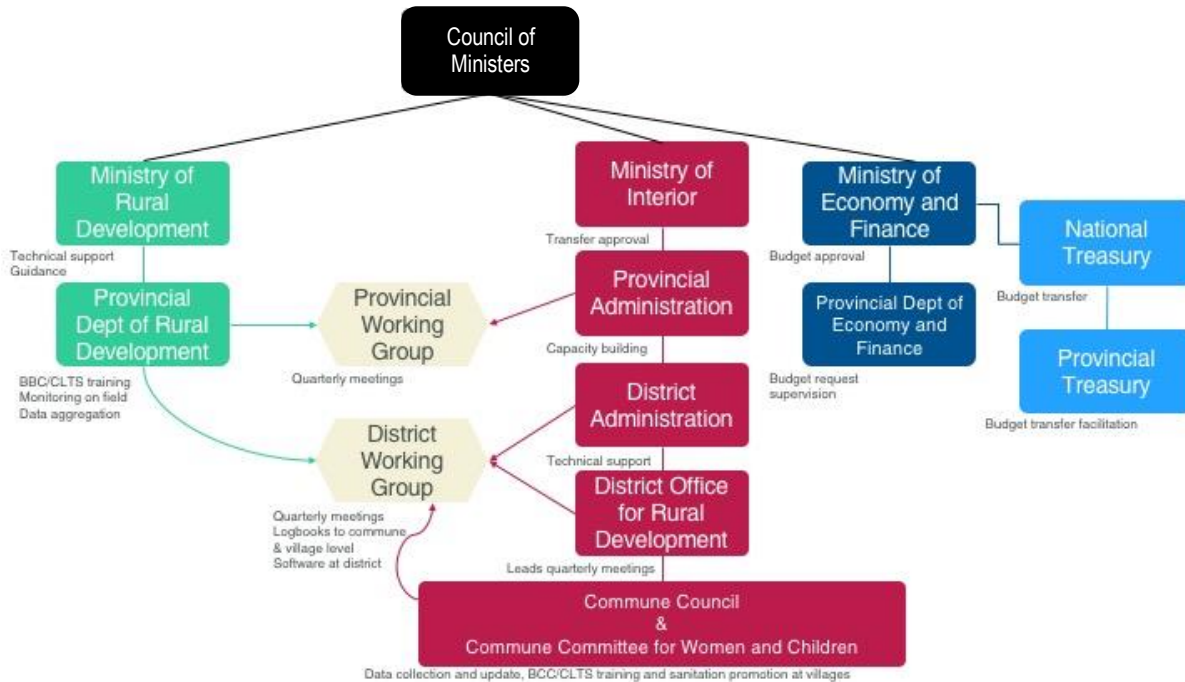 Council of
Ministers
Ministry of
Rural
Development
Technical support
Guidance
Provincial
Dept of Rural
Development
BBC/CLTS training
Monitoring on field
Data aggregation
Provincial
Working
Group
Quarterly meetings
District
Working
Group
Quarterly meetings
Logbooks to commune
& village level
Software at district
Ministry of
Interior
Transfer approval
Provincial
Administration
Capacity building
District
Administration
Technical support
District Office
for Rural
Development
Leads quarterly meetings
Commune Council
&
Commune Committee for Women and Children
Data collection and update, BCC/CLTS training and sanitation promotion at villages
Ministry of
Economy and
Finance
Budget approval
Provincial Dept of
Economy and
Finance
Budget request
supervision
National
Treasury
Budget transfer
Provincial
Treasury
Budget transfer facilitation